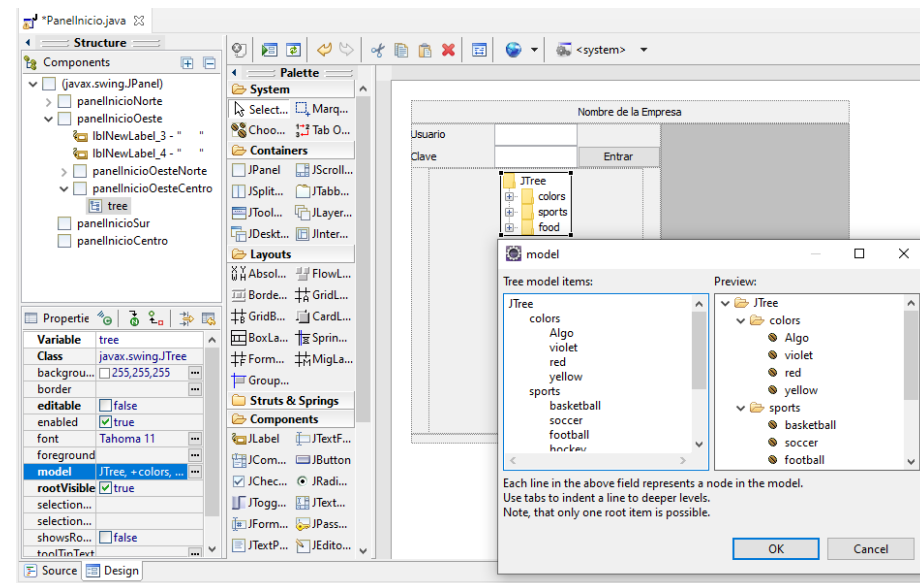 *PanelInicio.java
Structure
Components
(javax.swing.JPanel)
panelInicioNorte
panelInicioOeste
lblNewLabel_3 - "    "
lblNewLabel_4 - "    "
panelInicioOesteNorte
panelInicioOesteCentro
tree
panelInicioSur
panelInicioCentro
Propertie
Variable tree
Class javax.swing.JTree
backgrou... 255,255,255 ...
border ...
editable false
enabled true
font Tahoma 11 ...
foreground ...
model JTree, +colors, ... ...
rootVisible true
selection...
selection...
showsRo... false
toolTipText ...
Source Design
Palette
System
Select... Marq...
Choo... Tab O...
Containers
JPanel JScroll...
JSplit... JTabb...
JTool... JLayer...
JDeskt... JInter...
Layouts
Absol... FlowL...
Borde... GridL...
GridB... CardL...
BoxLa... Sprin...
Form... MigLa...
Group...
Struts & Springs
Components
JLabel JTextF...
JCom... JButton
JChec... JRadi...
JTogg... JText...
JForm... JPass...
JTextP... JEdito...
<system>
Nombre de la Empresa
Usuario
Clave Entrar
JTree
colors
sports
food
model
Tree model items:
JTree
colors
Algo
violet
red
yellow
sports
basketball
soccer
football
hockey
Preview:
JTree
colors
Algo
violet
red
yellow
sports
basketball
soccer
football
Each line in the above field represents a node in the model.
Use tabs to indent a line to deeper levels.
Note, that only one root item is possible.
OK Cancel